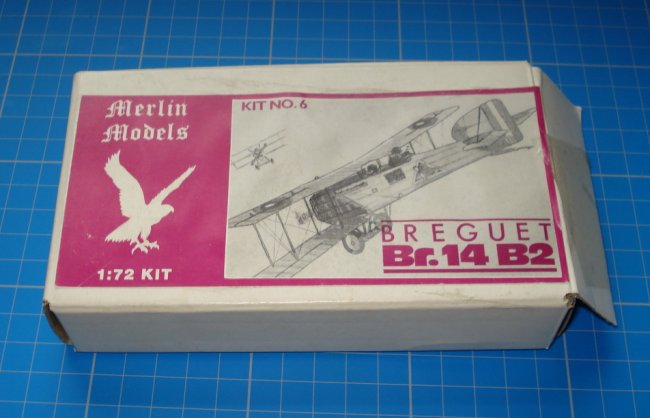 Merlin
Models
1:72 KIT
KIT NO. 6
BREGUET
Br.14 B2